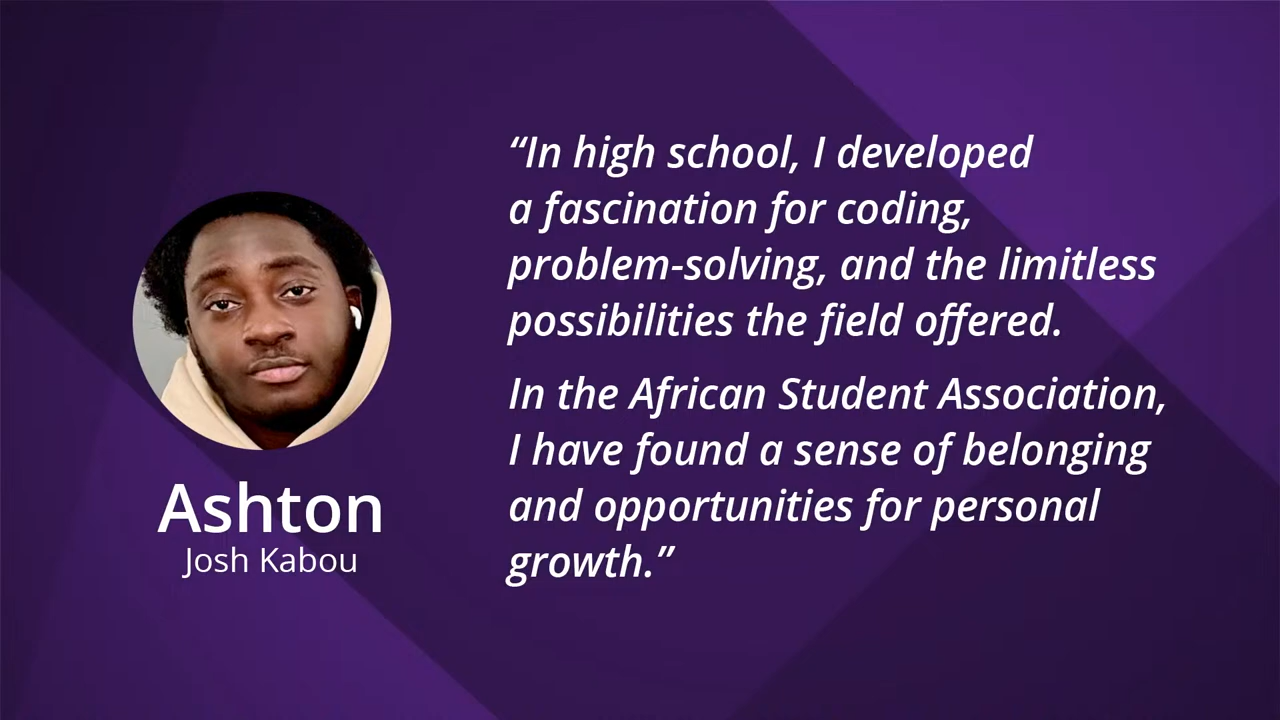 “In high school, I developed
a fascination for coding,
problem-solving, and the limitless
possibilities the field offered.
In the African Student Association,
I have found a sense of belonging
and opportunities for personal
growth.”
Ashton
Josh Kabou